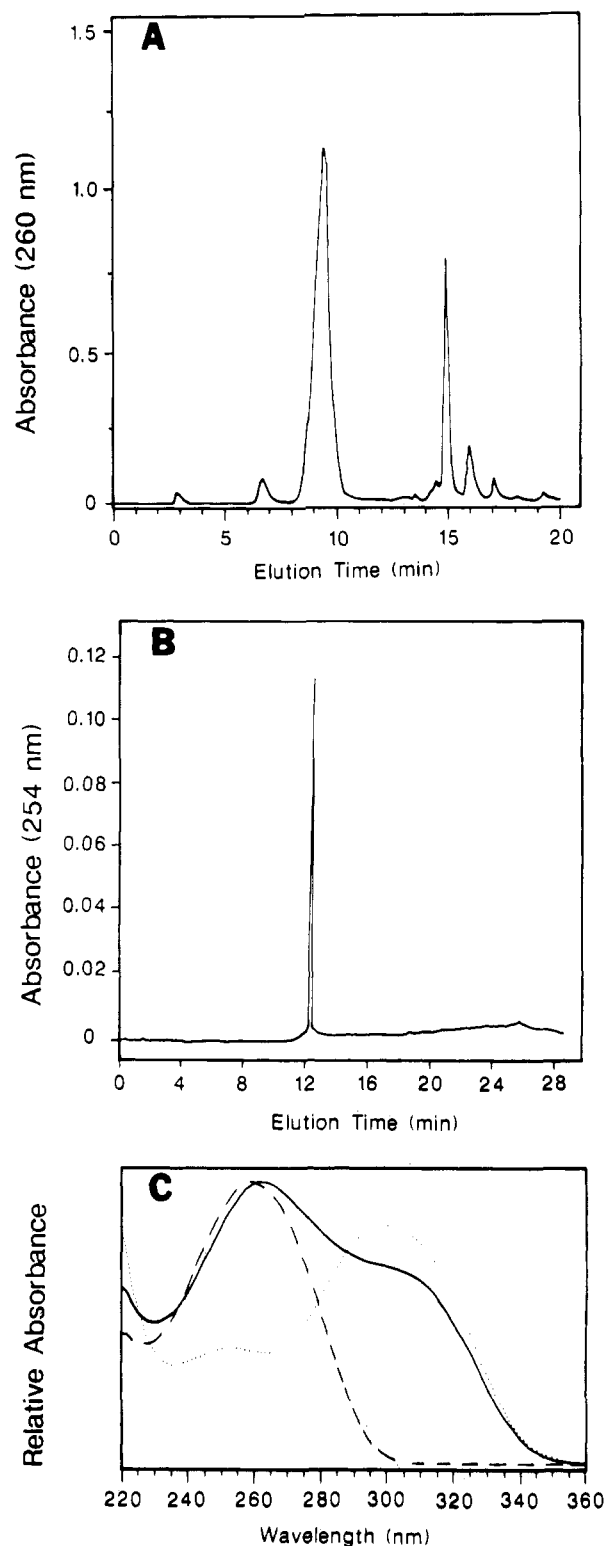 A
1.5
1.0
0.5
0
Absorbance (260 nm)
0 5 10 15 20
Elution Time (min)
B
0.12
0.10
0.08
0.06
0.04
0.02
0
Absorbance (254 nm)
0 4 8 12 16 20 24 28
Elution Time (min)
C
Relative Absorbance
220 240 260 280 300 320 340 360
Wavelength (nm)